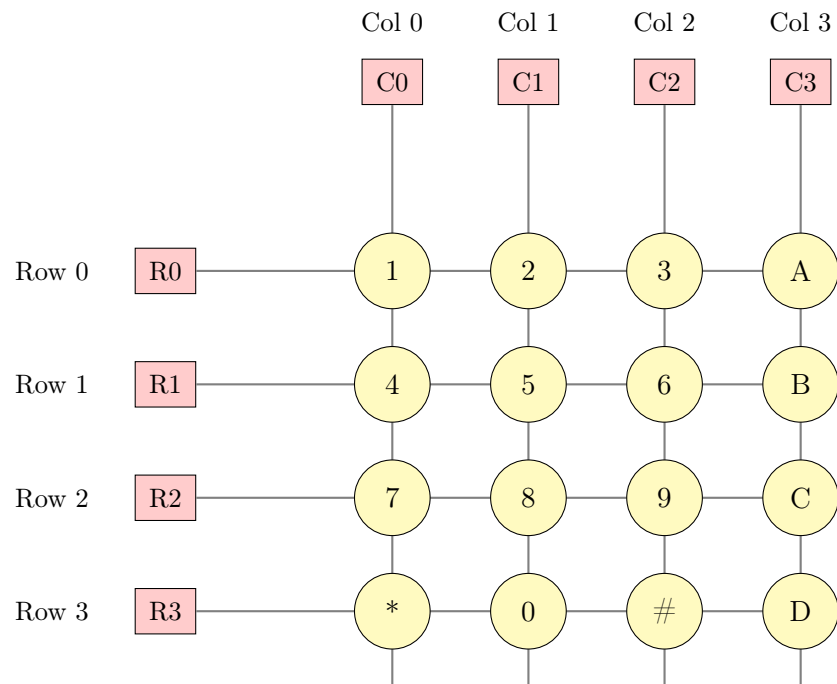 Col 0 Col 1 Col 2 Col 3
C0 C1 C2 C3
Row 0 R0 1 2 3 A
Row 1 R1 4 5 6 B
Row 2 R2 7 8 9 C
Row 3 R3 * 0 # D